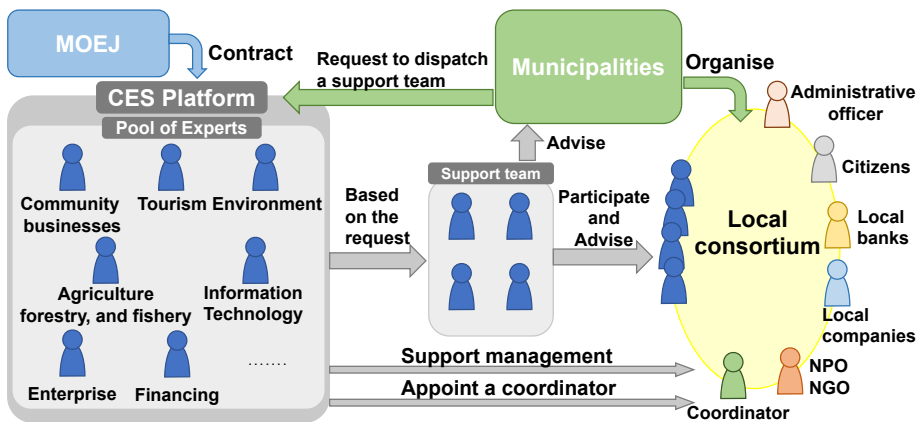 MOEJ
Contract
Request to dispatch
a support team
Municipalities
Organise
CES Platform
Pool of Experts
Administrative
officer
Advise
Support team
Citizens
Community
businesses
Tourism
Environment
Based
on the
request
Participate
and
Advise
Local
consortium
Local
banks
Agriculture
forestry, and fishery
Information
Technology
Local
companies
Enterprise
Financing
.......
Support management
Appoint a coordinator
NPO
NGO
Coordinator